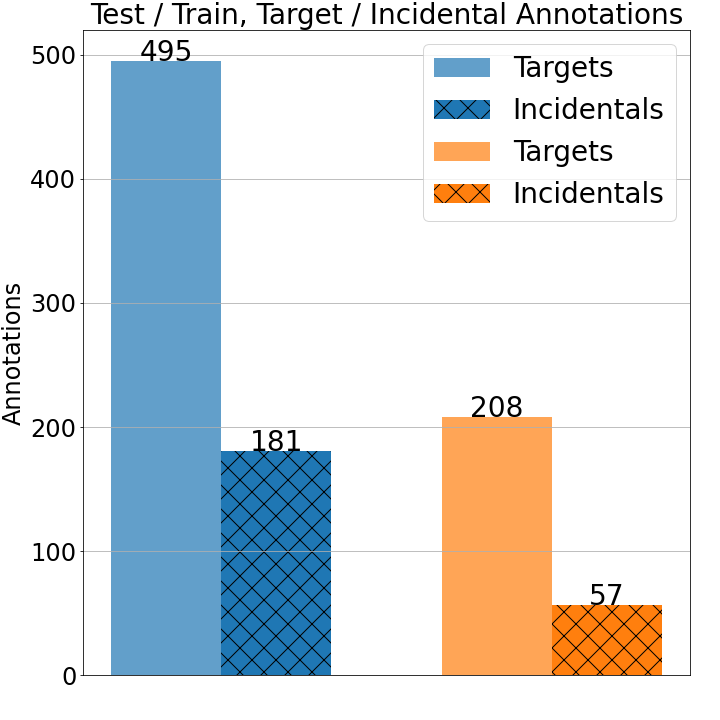 Test / Train, Target / Incidental Annotations
Annotations
500
400
300
200
100
0
495
181
208
57
Targets
Incidentals
Targets
Incidentals